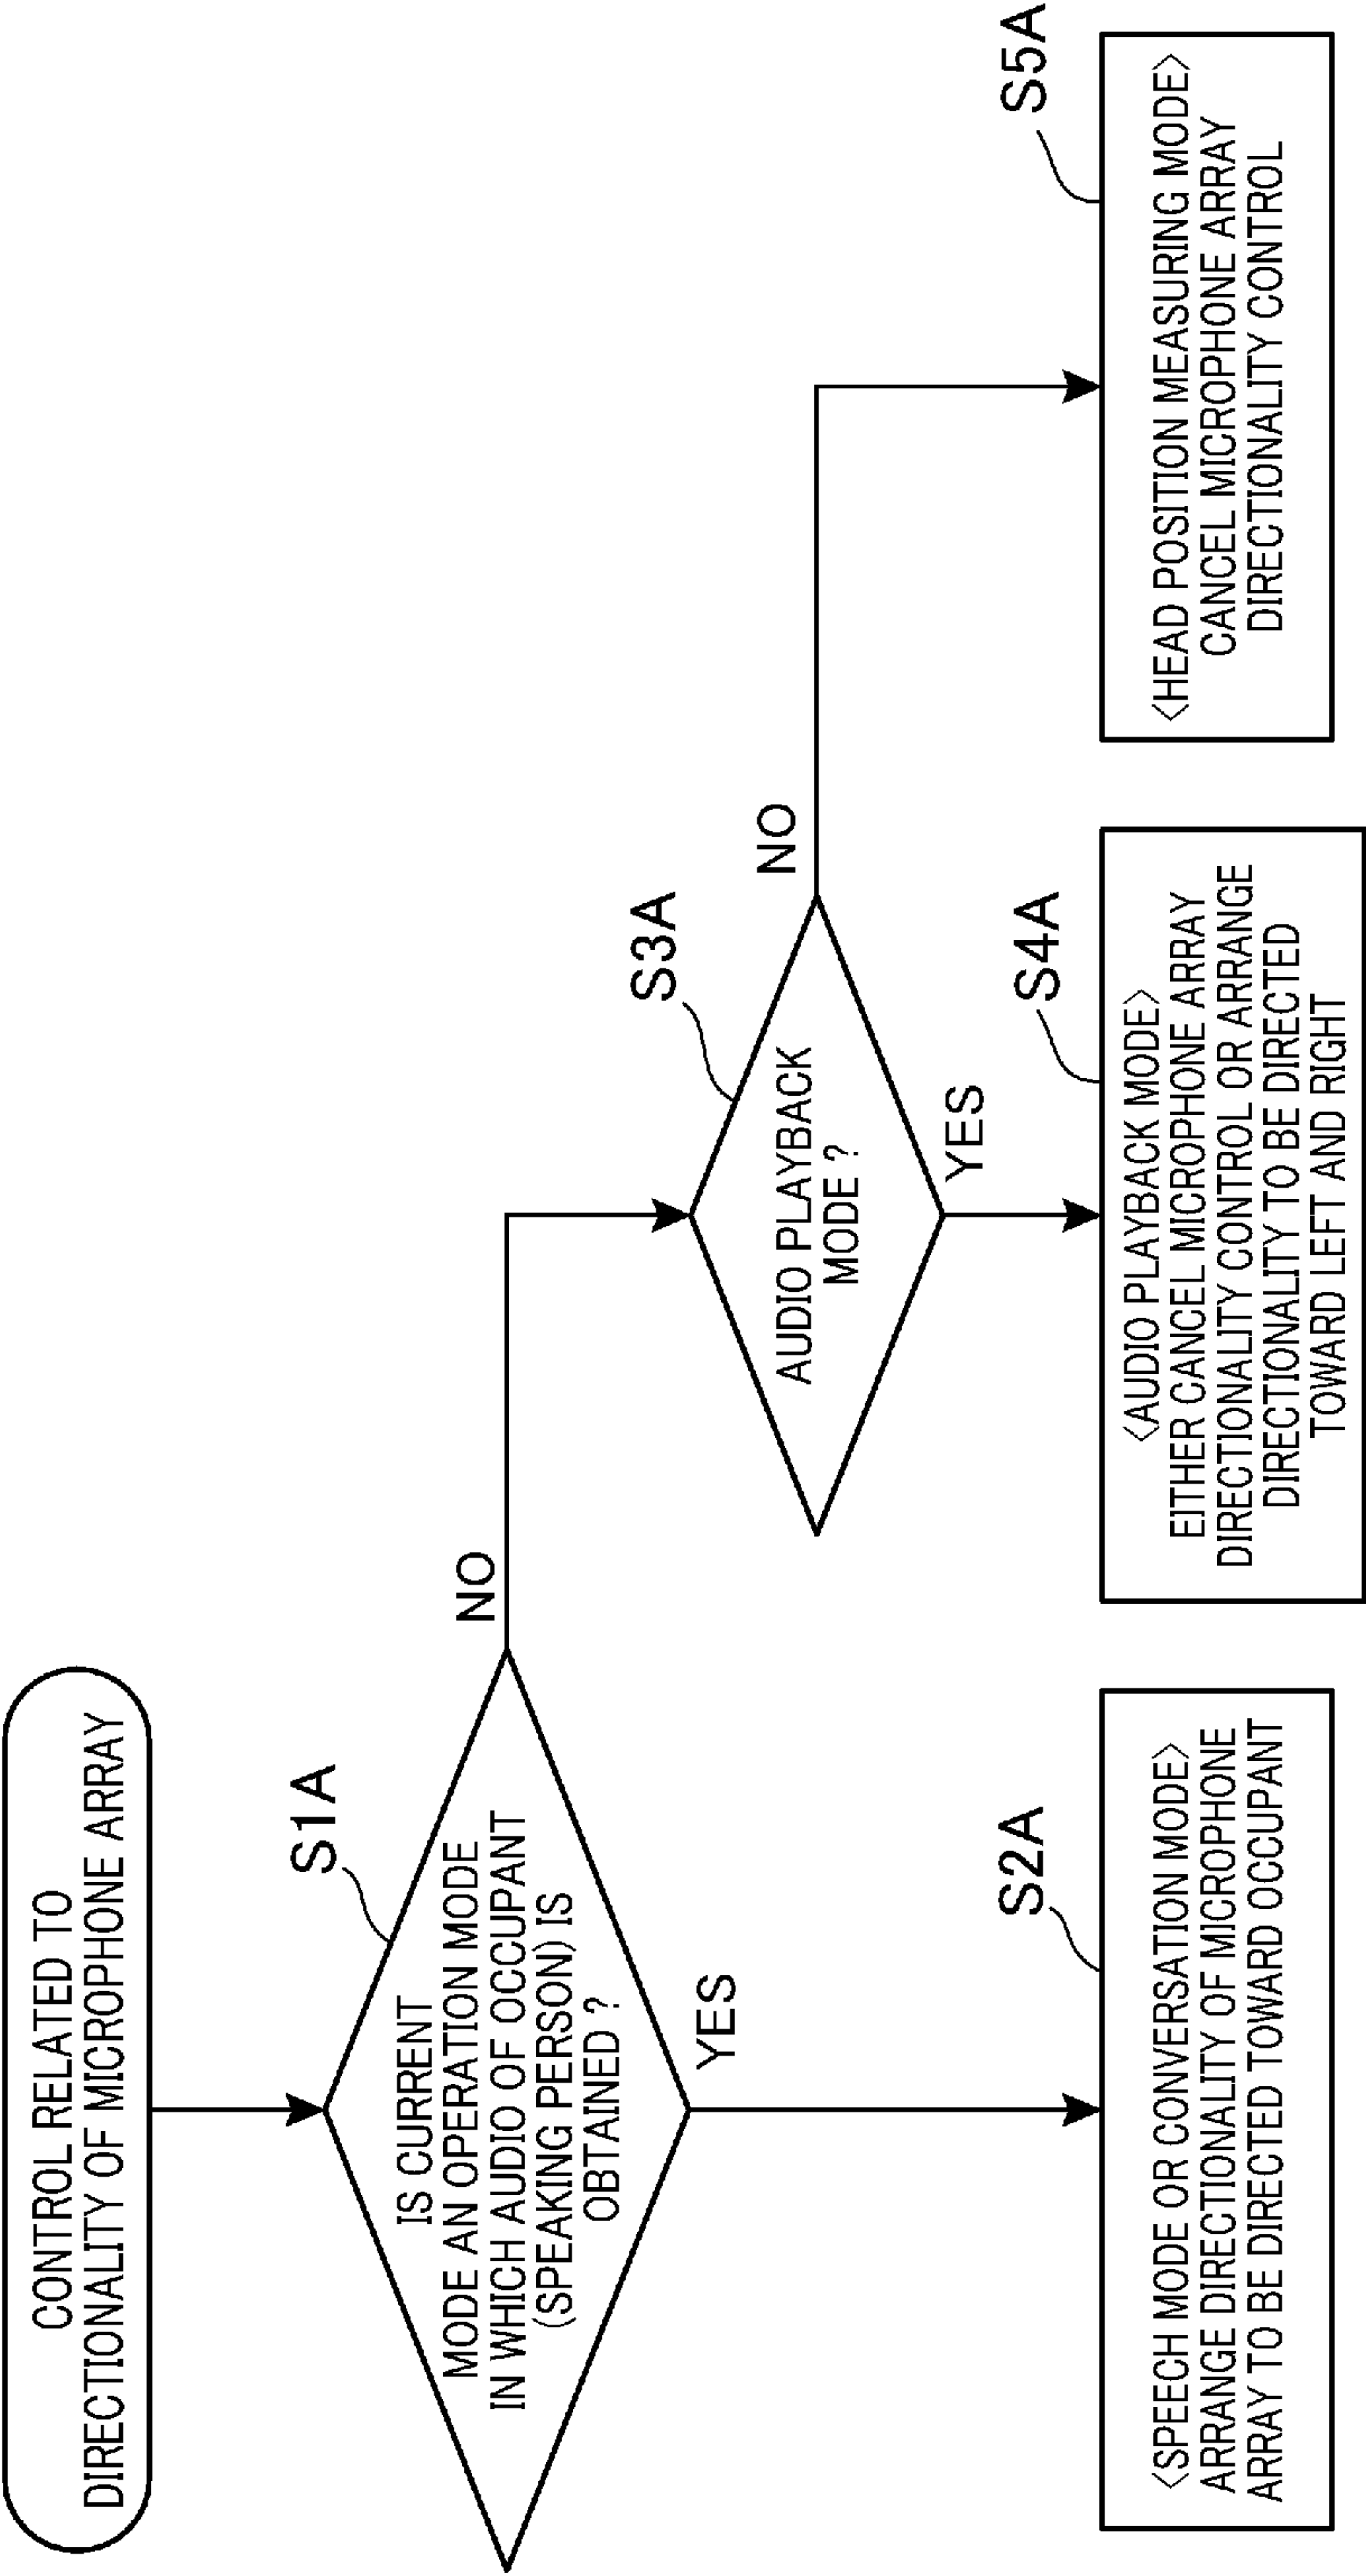 CONTROL RELATED TO
DIRECTIONALITY OF MICROPHONE ARRAY
S1A
IS CURRENT
MODE AN OPERATION MODE
IN WHICH AUDIO OF OCCUPANT
(SPEAKING PERSON) IS
OBTAINED ?
NO
YES
S3A
AUDIO PLAYBACK
MODE ?
NO
YES
S2A
<SPEECH MODE OR CONVERSATION MODE>
ARRANGE DIRECTIONALITY OF MICROPHONE
ARRAY TO BE DIRECTED TOWARD OCCUPANT
S4A
<AUDIO PLAYBACK MODE>
EITHER CANCEL MICROPHONE ARRAY
DIRECTIONALITY CONTROL OR ARRANGE
DIRECTIONALITY TO BE DIRECTED
TOWARD LEFT AND RIGHT
S5A
<HEAD POSITION MEASURING MODE>
CANCEL MICROPHONE ARRAY
DIRECTIONALITY CONTROL